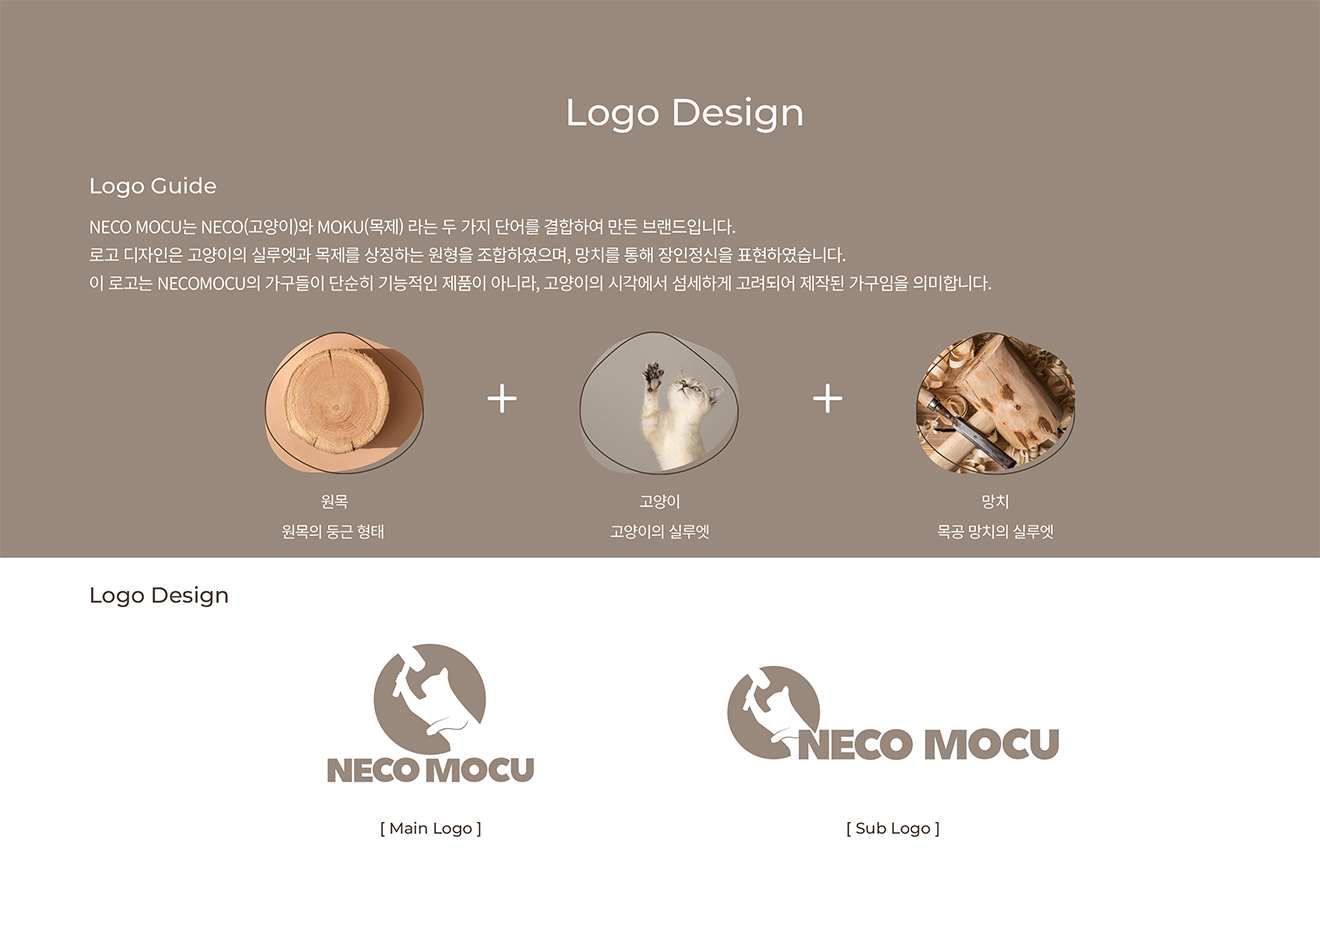 Logo Design
Logo Guide
NECO MOCU는 NECO(고양이)와 MOKU(목제) 라는 두 가지 단어를 결합하여 만든 브랜드입니다.
로고 디자인은 고양이의 실루엣과 목제를 상징하는 원형을 조합하였으며, 망치를 통해 장인정신을 표현하였습니다.
이 로고는 NECOMOCU의 가구들이 단순히 기능적인 제품이 아니라, 고양이의 시각에서 섬세하게 고려되어 제작된 가구임을 의미합니다.
원목
원목의 둥근 형태
고양이
고양이의 실루엣
망치
목공 망치의 실루엣
Logo Design
NECO MOCU
[ Main Logo ]
NECO MOCU
[ Sub Logo ]